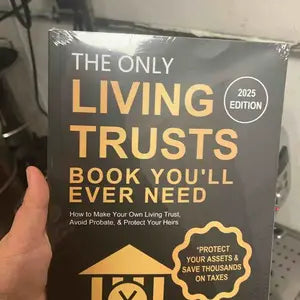 THE ONLY
LIVING
TRUSTS
BOOK YOU'LL
EVER NEED
2025
EDITION
How to Make Your Own Living Trust,
Avoid Probate, & Protect Your Heirs
*PROTECT
YOUR ASSETS &
SAVE THOUSANDS
ON TAXES